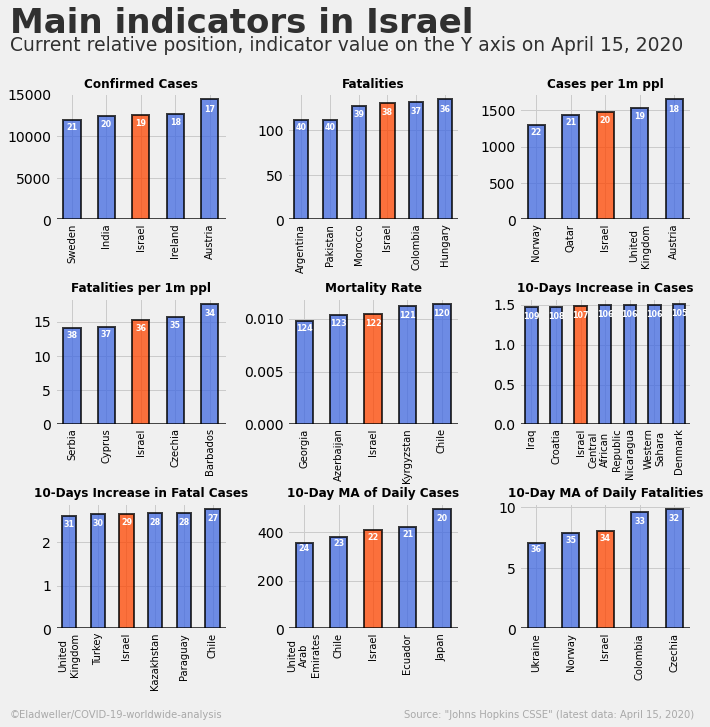 Main indicators in Israel
Current relative position, indicator value on the Y axis on April 15, 2020
Confirmed Cases
15000
10000
5000
0
21
20
19
18
17
Sweden
India
Israel
Ireland
Austria
Fatalities
100
50
0
40
40
39
38
37
36
Argentina
Pakistan
Morocco
Israel
Colombia
Hungary
Cases per 1m ppl
1500
1000
500
0
22
21
20
19
18
Norway
Qatar
Israel
United
Kingdom
Austria
Fatalities per 1m ppl
15
10
5
0
38
37
36
35
34
Serbia
Cyprus
Israel
Czechia
Barbados
Mortality Rate
0.010
0.005
0.000
124
123
122
121
120
Georgia
Azerbaijan
Israel
Kyrgyzstan
Chile
10-Days Increase in Cases
1.5
1.0
0.5
0.0
109
108
107
106
106
106
105
Iraq
Croatia
Israel
Central
African
Republic
Nicaragua
Western
Sahara
Denmark
10-Days Increase in Fatal Cases
2
1
0
31
30
29
28
28
27
United
Kingdom
Turkey
Israel
Kazakhstan
Paraguay
Chile
10-Day MA of Daily Cases
400
200
0
24
23
22
21
20
United
Arab
Emirates
Chile
Israel
Ecuador
Japan
10-Day MA of Daily Fatalities
10
5
0
36
35
34
33
32
Ukraine
Norway
Israel
Colombia
Czechia
©Eladweller/COVID-19-worldwide-analysis
Source: "Johns Hopkins CSSE" (latest data: April 15, 2020)